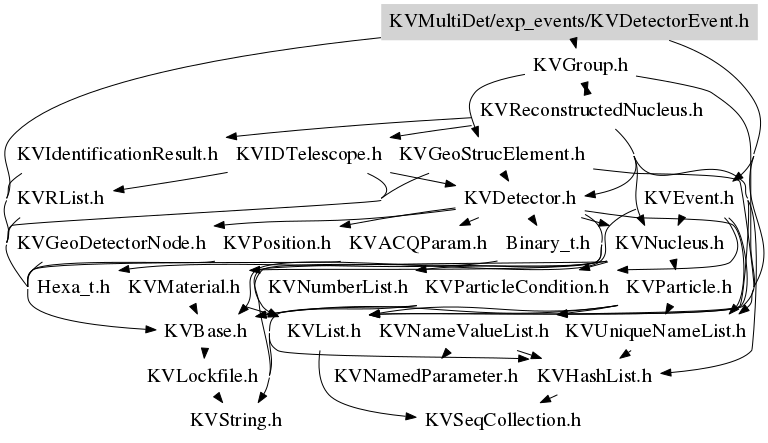 KVMultiDet/exp_events/KVDetectorEvent.h
KVGroup.h
KVReconstructedNucleus.h
KVIdentificationResult.h KVIDTelescope.h KVGeoStrucElement.h
KVRList.h KVDetector.h KVEvent.h
KVGeoDetectorNode.h KVPosition.h KVACQParam.h Binary_t.h KVNucleus.h
Hexa_t.h KVMaterial.h KVNumberList.h KVParticleCondition.h KVParticle.h
KVBase.h KVList.h KVNameValueList.h KVUniqueNameList.h
KVLockfile.h KVNamedParameter.h KVHashList.h
KVString.h KVSeqCollection.h